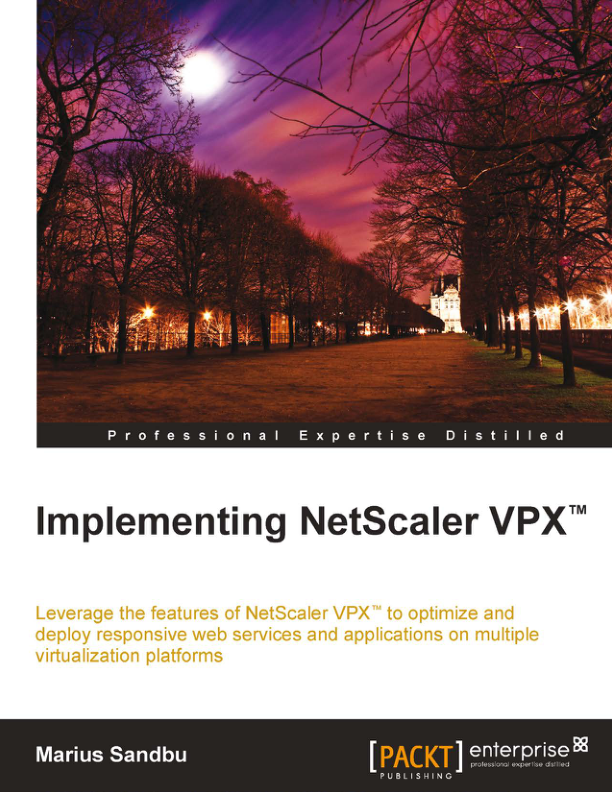 Professional Expertise Distilled
Implementing NetScaler VPX™
Leverage the features of NetScaler VPX™ to optimize and
deploy responsive web services and applications on multiple
virtualization platforms
Marius Sandbu
[PACKT]
PUBLISHING
enterprise
professional expertise distilled